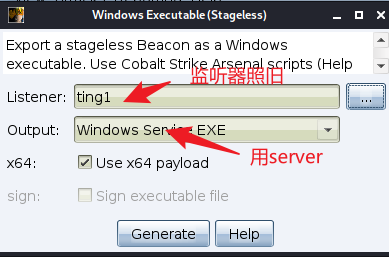 Windows Executable (Stageless)
Export a stageless Beacon as a Windows
executable. Use Cobalt Strike Arsenal scripts (Help
监听器照旧
Listener: ting1 ...
Output: Windows Service EXE
用server
x64: Use x64 payload
sign: Sign executable file
Generate Help